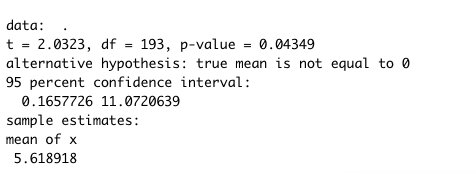 data:  .
t = 2.0323, df = 193, p-value = 0.04349
alternative hypothesis: true mean is not equal to 0
95 percent confidence interval:
  0.1657726 11.0720639
sample estimates:
mean of x
 5.618918